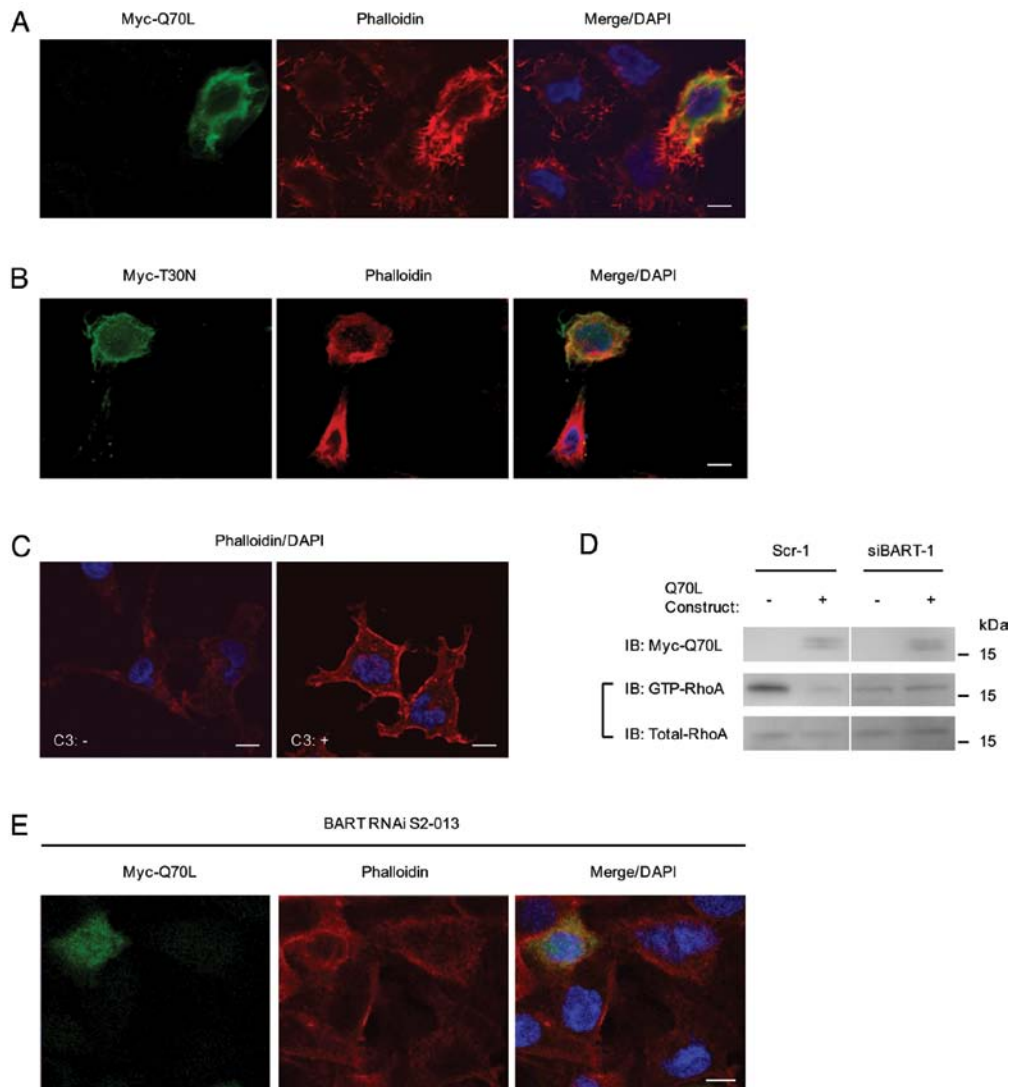 A
Myc-Q70L Phalloidin Merge/DAPI
B
Myc-T30N Phalloidin Merge/DAPI
C
Phalloidin/DAPI
C3: - C3: +
D
Scr-1 siBART-1
Q70L
Construct: - + - +
kDa
IB: Myc-Q70L 15
IB: GTP-RhoA 15
IB: Total-RhoA 15
E
BART RNAi S2-013
Myc-Q70L Phalloidin Merge/DAPI